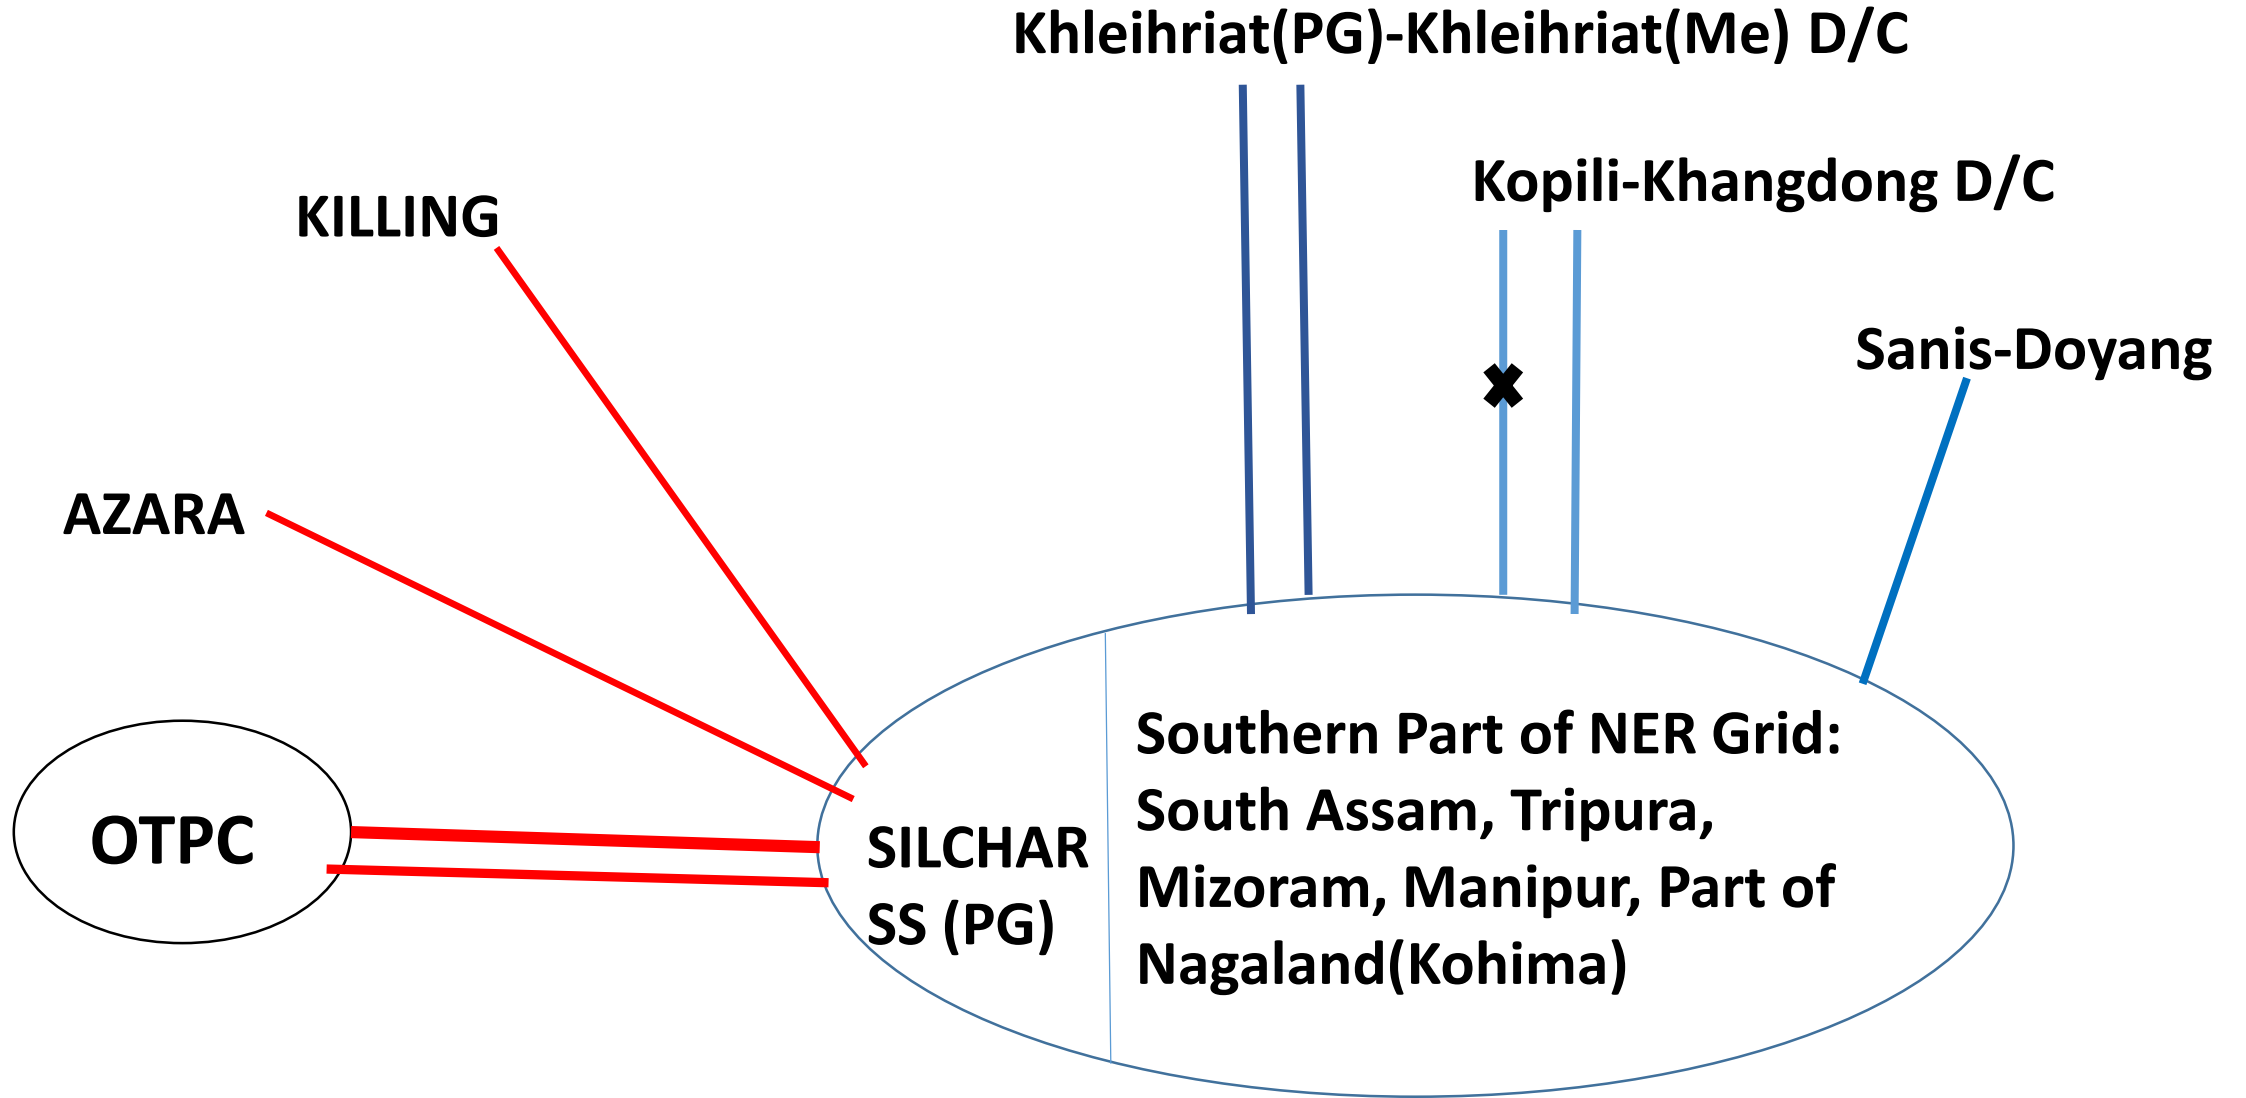 Khleihriat(PG)-Khleihriat(Me) D/C
Kopili-Khangdong D/C
KILLING
Sanis-Doyang
AZARA
OTPC
SILCHAR
SS (PG)
Southern Part of NER Grid:
South Assam, Tripura,
Mizoram, Manipur, Part of
Nagaland(Kohima)